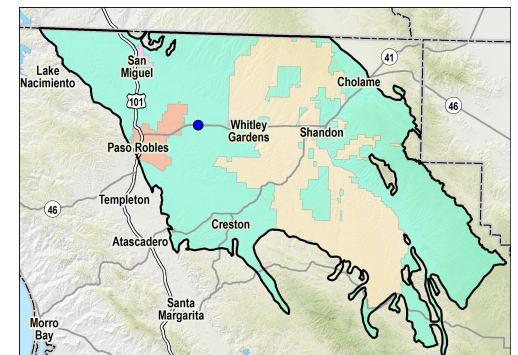 41
San
Miguel
Lake
Nacimiento
Cholame
101
46
Whitley
Gardens
Shandon
Paso Robles
Templeton
46
Creston
Atascadero
Santa
Margarita
Morro
Bay